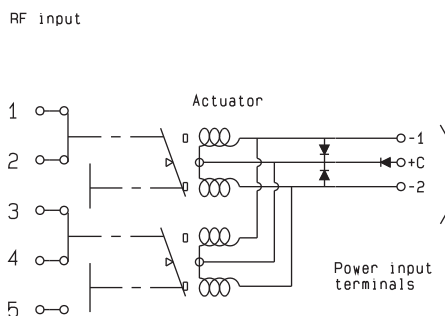 RF input
Actuator
1
-1
2
+C
-2
3
4
Power input
terminals
5